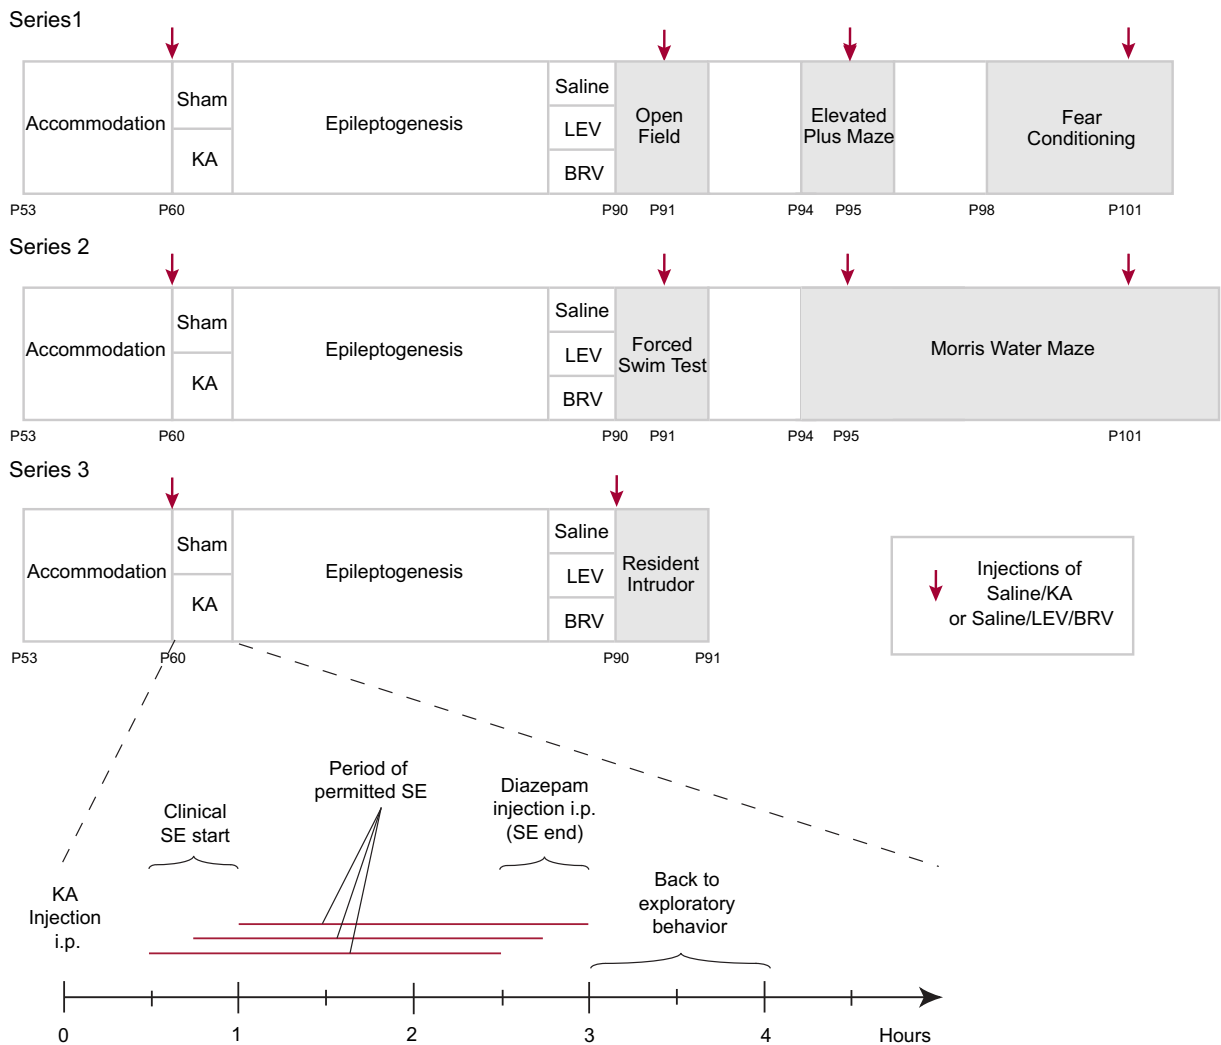 Series1
Accommodation
Sham
KA
Epileptogenesis
Saline
LEV
BRV
Open
Field
Elevated
Plus Maze
Fear
Conditioning
P53
P60
P90
P91
P94
P95
P98
P101
Series 2
Accommodation
Sham
KA
Epileptogenesis
Saline
LEV
BRV
Forced
Swim Test
Morris Water Maze
P53
P60
P90
P91
P94
P95
P101
Series 3
Accommodation
Sham
KA
Epileptogenesis
Saline
LEV
BRV
Resident
Intrudor
P53
P60
P90
P91
Injections of
Saline/KA
or Saline/LEV/BRV
KA
Injection
i.p.
Clinical
SE start
Period of
permitted SE
Diazepam
injection i.p.
(SE end)
Back to
exploratory
behavior
0
1
2
3
4
Hours